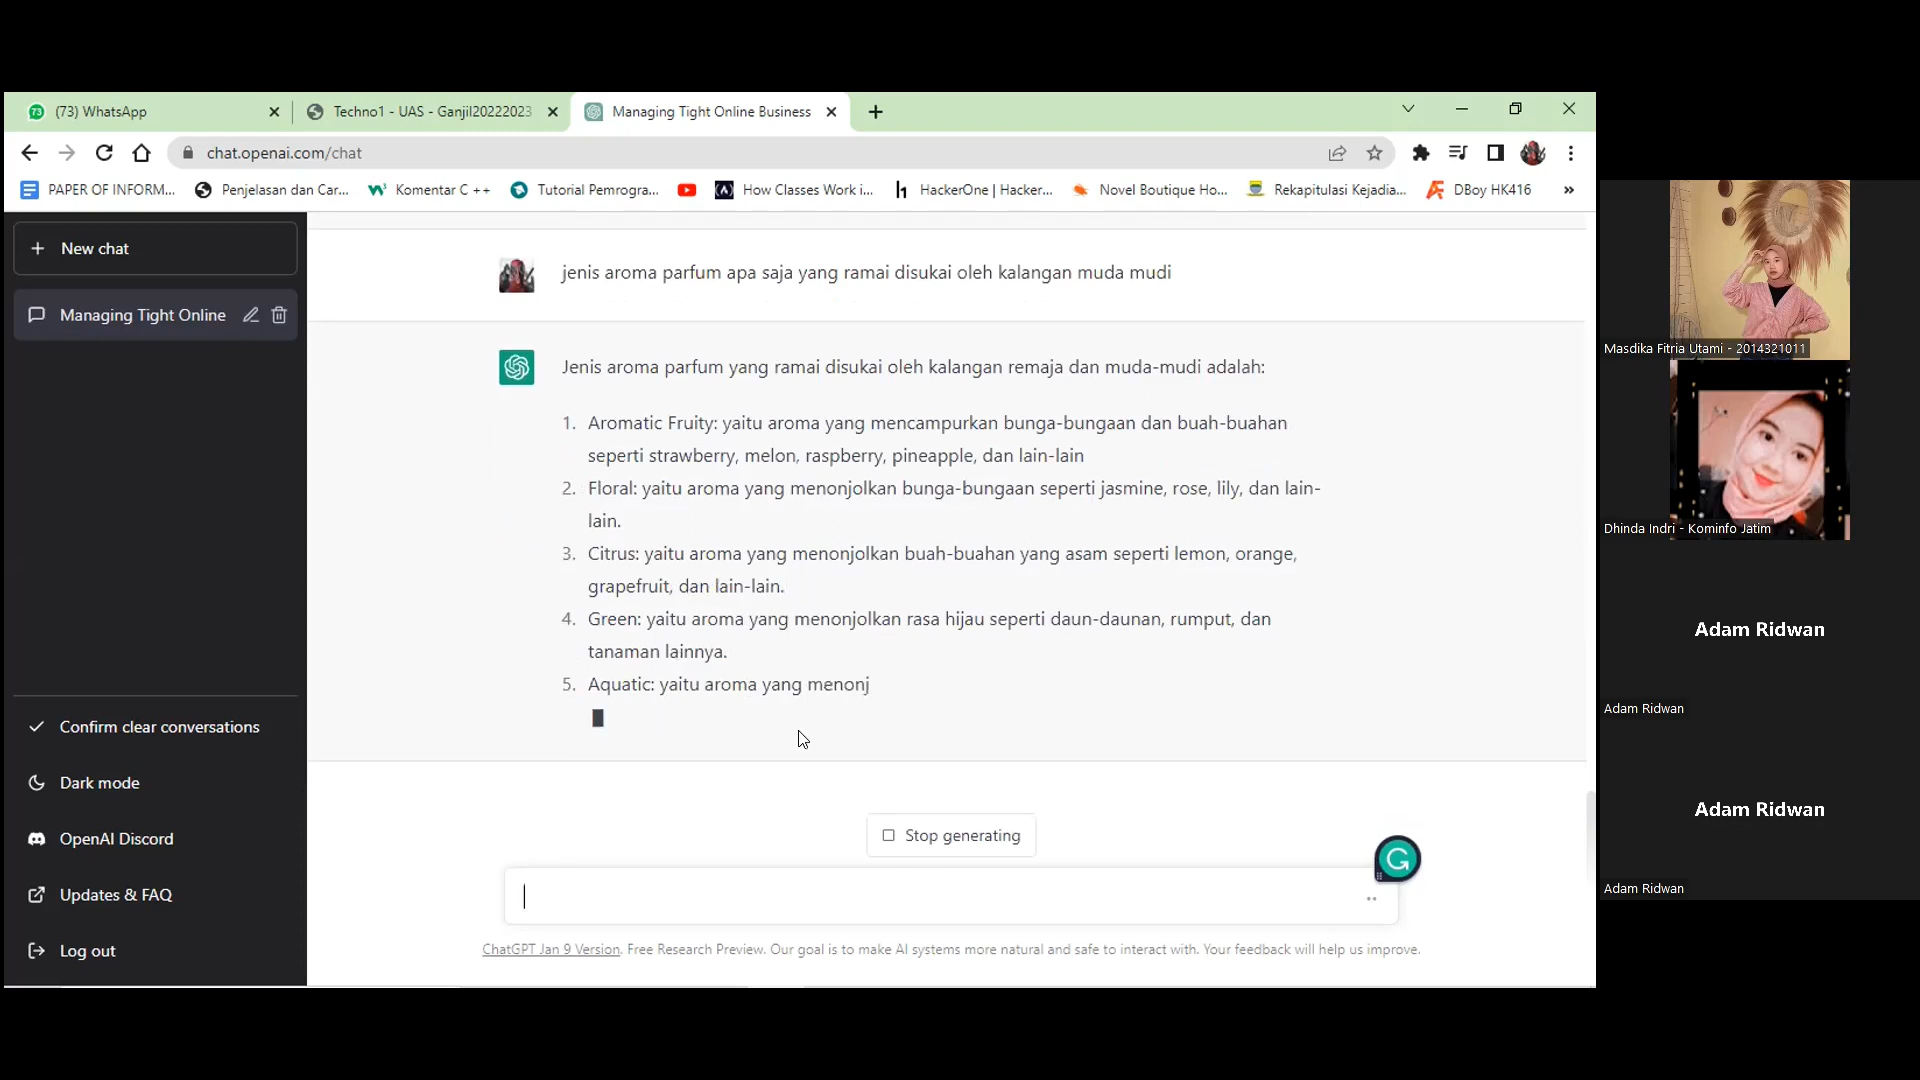 (73) WhatsApp
Techno1 - UAS - Ganjil20222023
Managing Tight Online Business
chat.openai.com/chat
PAPER OF INFORM...
Penjelasan dan Car...
Komentar C ++
Tutorial Pemrogra...
How Classes Work i...
HackerOne | Hacker...
Novel Boutique Ho...
Rekapitulasi Kejadia...
DBoy HK416
»
New chat
Managing Tight Online
Confirm clear conversations
Dark mode
OpenAI Discord
Updates & FAQ
Log out
jenis aroma parfum apa saja yang ramai disukai oleh kalangan muda mudi
Jenis aroma parfum yang ramai disukai oleh kalangan remaja dan muda-mudi adalah:
1. Aromatic Fruity: yaitu aroma yang mencampurkan bunga-bungaan dan buah-buahan
seperti strawberry, melon, raspberry, pineapple, dan lain-lain
2. Floral: yaitu aroma yang menonjolkan bunga-bungaan seperti jasmine, rose, lily, dan lain-
lain.
3. Citrus: yaitu aroma yang menonjolkan buah-buahan yang asam seperti lemon, orange,
grapefruit, dan lain-lain.
4. Green: yaitu aroma yang menonjolkan rasa hijau seperti daun-daunan, rumput, dan
tanaman lainnya.
5. Aquatic: yaitu aroma yang menonj
Stop generating
ChatGPT Jan 9 Version. Free Research Preview. Our goal is to make AI systems more natural and safe to interact with. Your feedback will help us improve.
Masdika Fitria Utami - 2014321011
Dhinda Indri - Kominfo Jatim
Adam Ridwan
Adam Ridwan
Adam Ridwan
Adam Ridwan